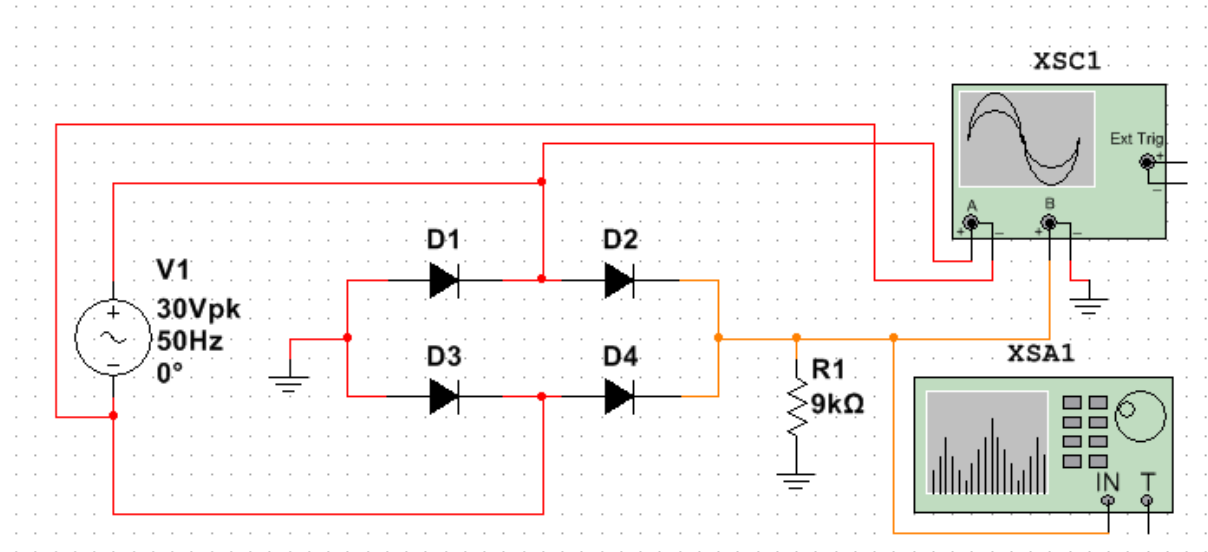 XSC1
Ext Trig
+
−
A
B
+ − + −
D1
D2
V1
+
−
30Vpk
50Hz
0°
D3
D4
R1
9kΩ
XSA1
IN T